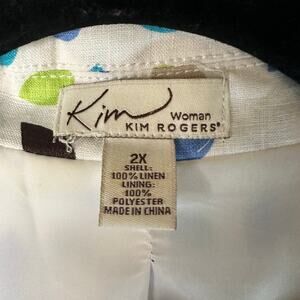 Kim
Woman
KIM ROGERS®
2X
SHELL:
100% LINEN
LINING:
100%
POLYESTER
MADE IN CHINA